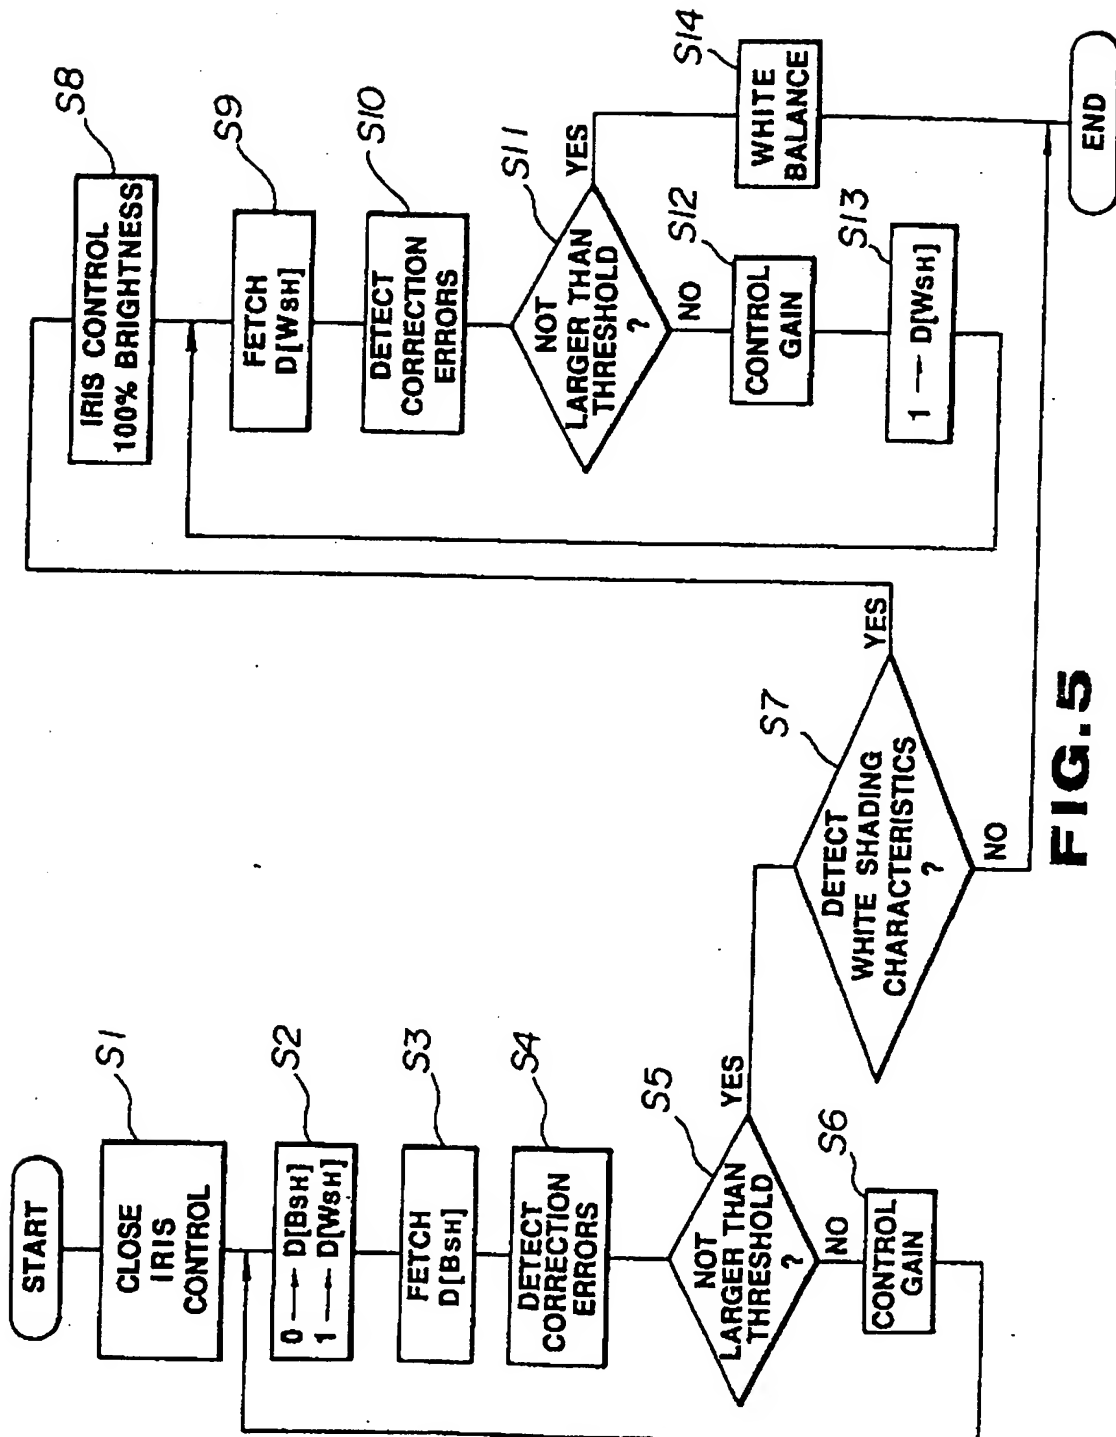 START
S1
CLOSE
IRIS
CONTROL
S2
0 → D[BSH]
1 → D[WSH]
S3
FETCH
D[BSH]
S4
DETECT
CORRECTION
ERRORS
S5
NOT
LARGER THAN
THRESHOLD
?
YES
NO
S6
CONTROL
GAIN
S7
DETECT
WHITE SHADING
CHARACTERISTICS
?
YES
NO
S8
IRIS CONTROL
100% BRIGHTNESS
S9
FETCH
D[WSH]
S10
DETECT
CORRECTION
ERRORS
S11
NOT
LARGER THAN
THRESHOLD
?
YES
NO
S12
CONTROL
GAIN
S13
1 — D[WSH]
S14
WHITE
BALANCE
END
FIG.5